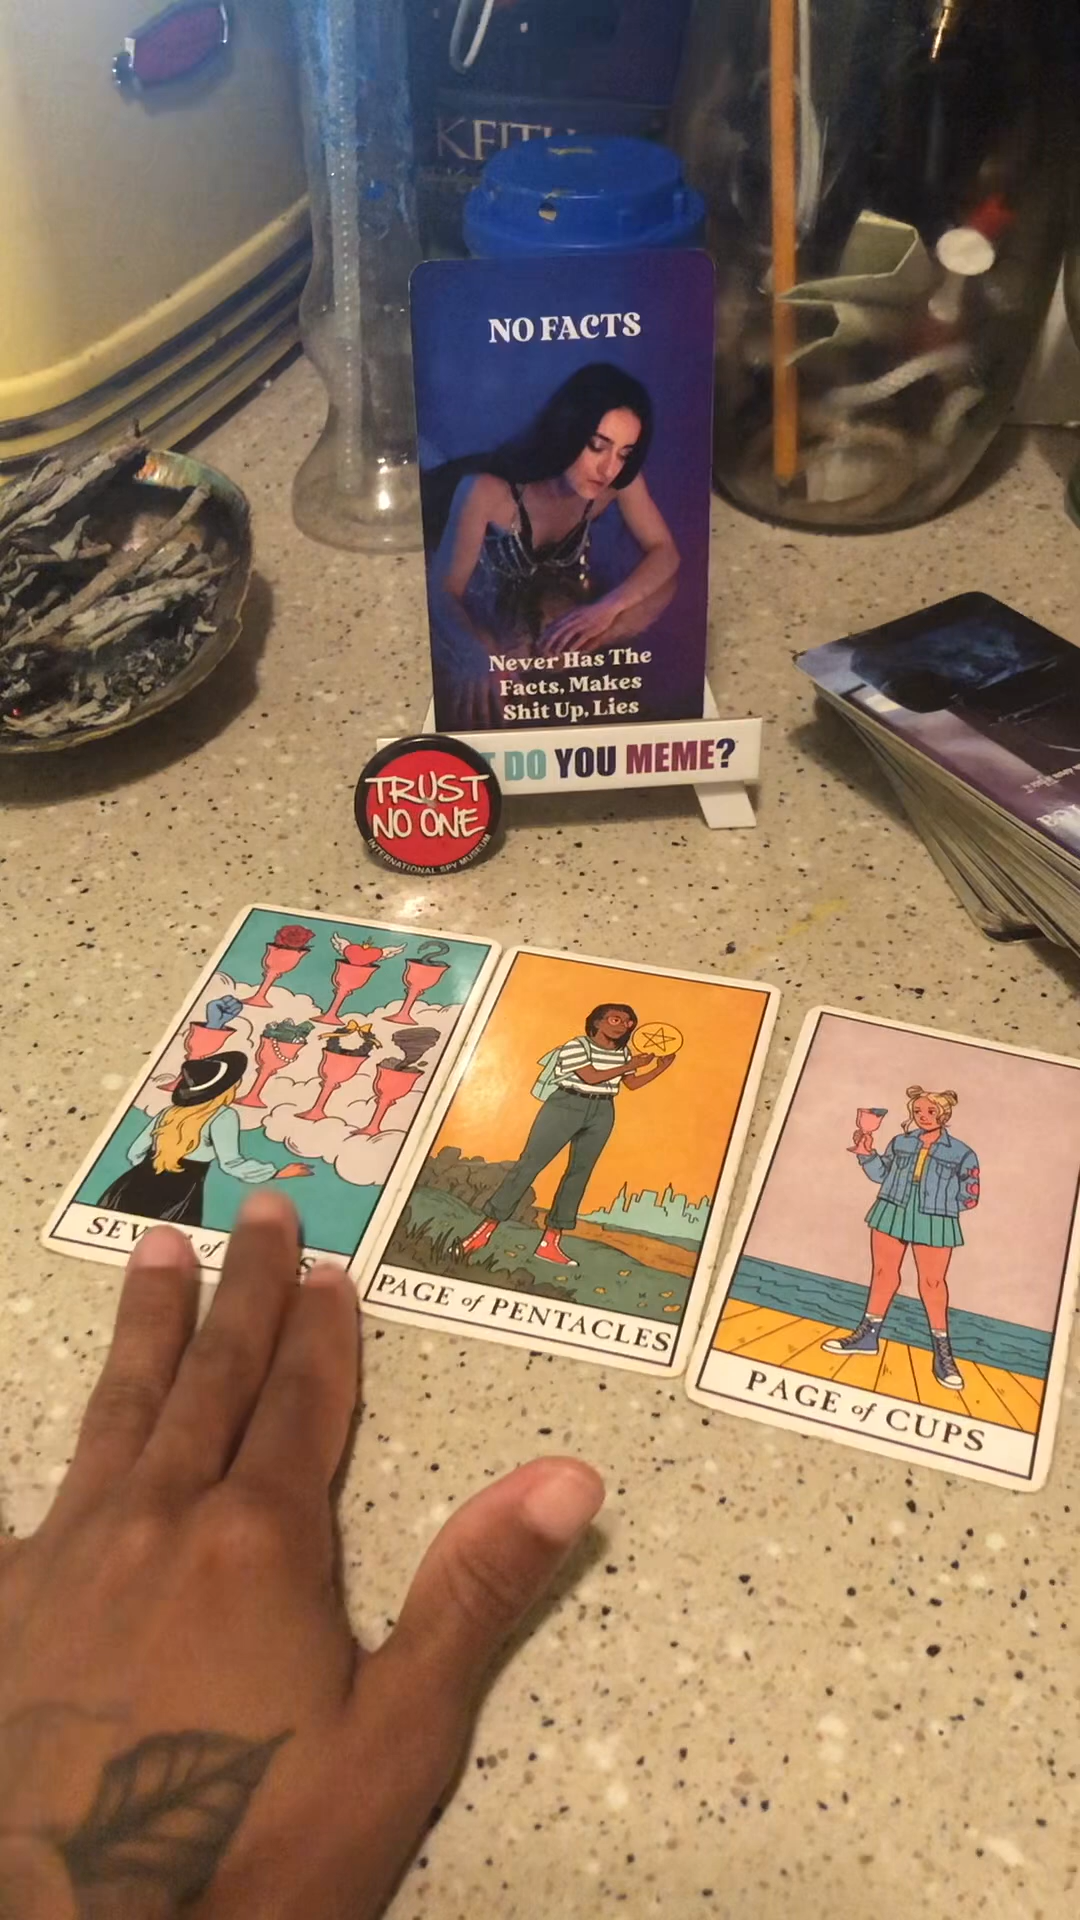 NO FACTS
Never Has The
Facts, Makes
Shit Up, Lies
DO YOU MEME?
TRUST
NO ONE
INTERNATIONAL SPY MUSEUM
of
PAGE of PENTACLES
PAGE of CUPS